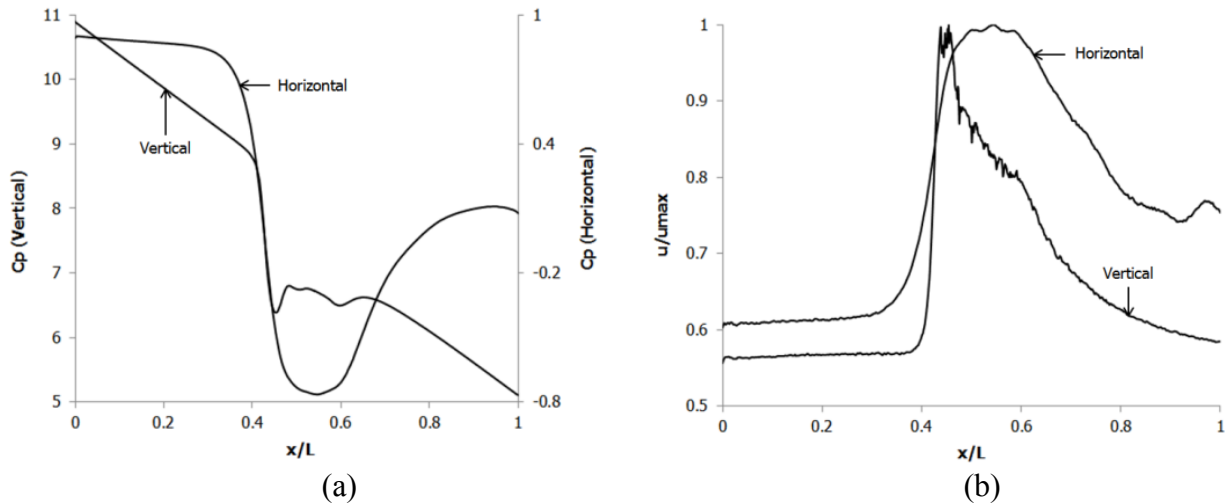 11
10
9
8
7
6
5
Cp (Vertical)
1
0.4
-0.2
-0.8
Cp (Horizontal)
Horizontal
Vertical
0
0.2
0.4
0.6
0.8
1
x/L
(a)
1
0.9
0.8
0.7
0.6
0.5
u/umax
Horizontal
Vertical
0
0.2
0.4
0.6
0.8
1
x/L
(b)